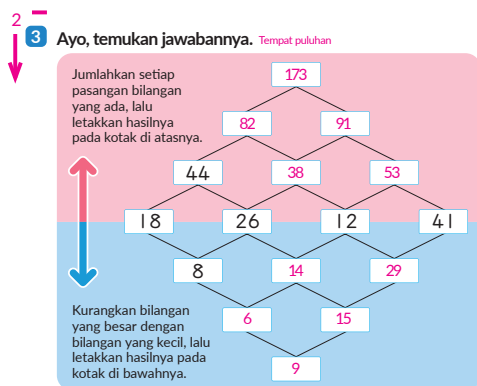 2
3 Ayo, temukan jawabannya. Tempat puluhan
Jumlahkan setiap
pasangan bilangan
yang ada, lalu
letakkan hasilnya
pada kotak di atasnya.
173
82 91
44 38 53
18 26 12 41
8 14 29
6 15
9
Kurangkan bilangan
yang besar dengan
bilangan yang kecil, lalu
letakkan hasilnya pada
kotak di bawahnya.